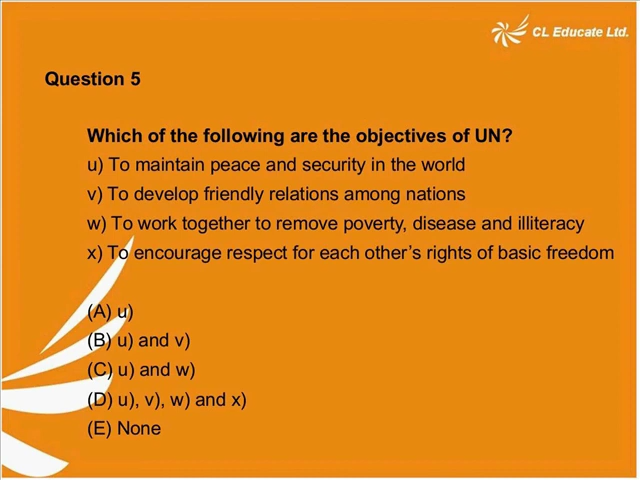 CL Educate Ltd.
Question 5
Which of the following are the objectives of UN?
u) To maintain peace and security in the world
v) To develop friendly relations among nations
w) To work together to remove poverty, disease and illiteracy
x) To encourage respect for each other’s rights of basic freedom
(A) u)
(B) u) and v)
(C) u) and w)
(D) u), v), w) and x)
(E) None